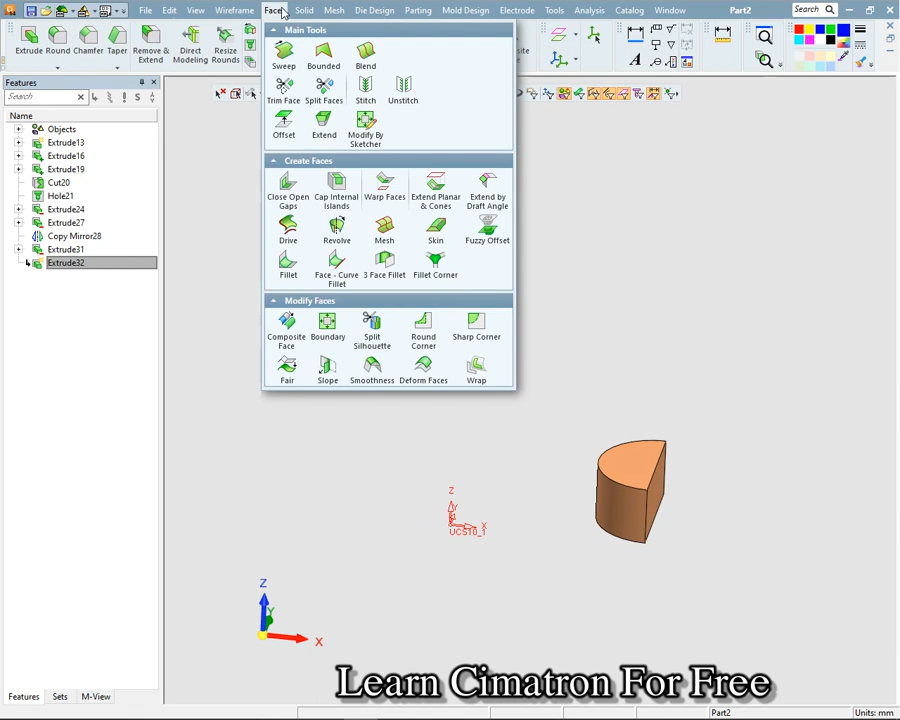 File Edit View Wireframe Faces Solid Mesh Die Design Parting Mold Design Electrode Tools Analysis Catalog Window Part2 Search
Extrude Round Chamfer Taper Remove & Extend Direct Modeling Resize Rounds
Main Tools
Sweep Bounded Blend
Trim Face Split Faces Stitch Unstitch
Offset Extend Modify By Sketcher
Create Faces
Close Open Gaps Cap Internal Islands Warp Faces Extend Planar & Cones Extend by Draft Angle
Drive Revolve Mesh Skin Fuzzy Offset
Fillet Face - Curve Fillet 3 Face Fillet Fillet Corner
Modify Faces
Composite Face Boundary Split Silhouette Round Corner Sharp Corner
Fair Slope Smoothness Deform Faces Wrap
Features
Search
Name
Objects
Extrude13
Extrude16
Extrude19
Cut20
Hole21
Extrude24
Extrude27
Copy Mirror28
Extrude31
Extrude32
Z
Y
X
UCS10_1
Z
Y
X
Learn Cimatron For Free
Features Sets M-View
Part2 Units: mm